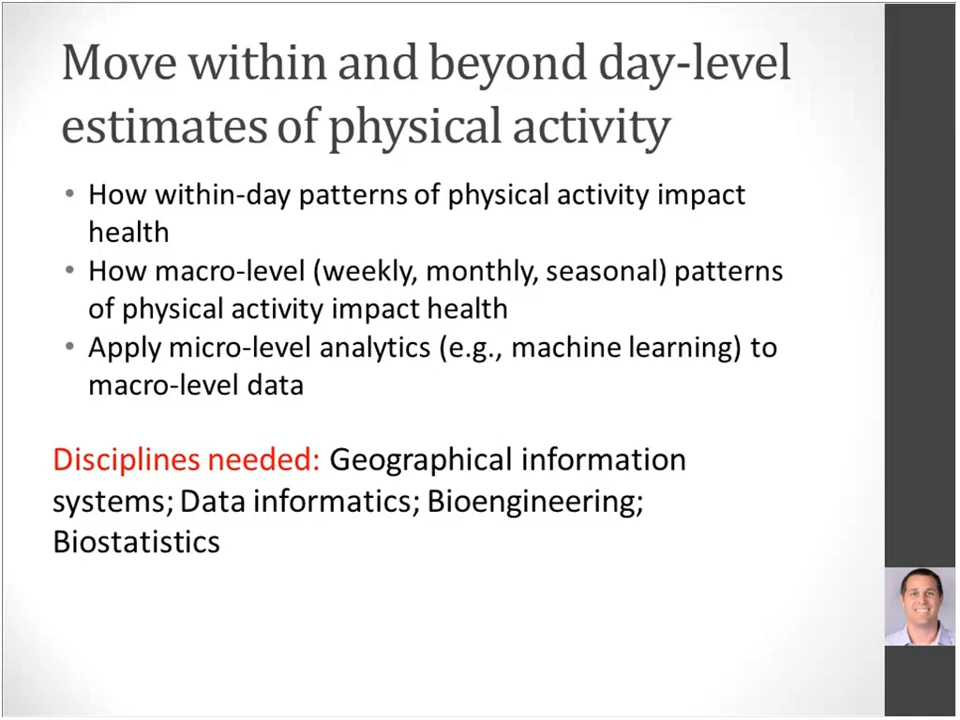 Move within and beyond day-level
estimates of physical activity
• How within-day patterns of physical activity impact
health
• How macro-level (weekly, monthly, seasonal) patterns
of physical activity impact health
• Apply micro-level analytics (e.g., machine learning) to
macro-level data
Disciplines needed: Geographical information
systems; Data informatics; Bioengineering;
Biostatistics